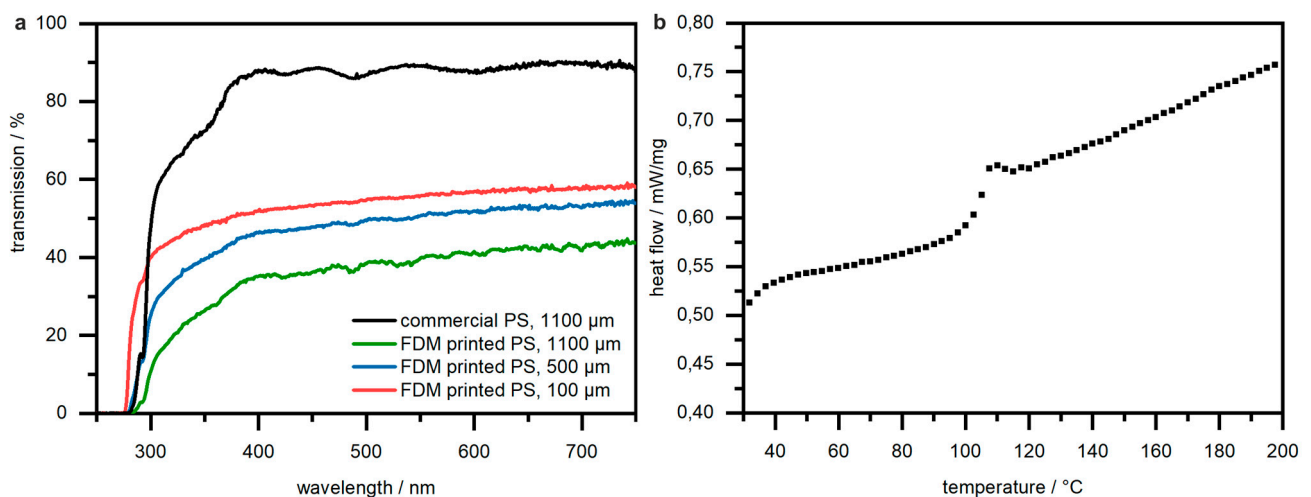 a
100
80
60
40
20
0
transmission / %
300 400 500 600 700
wavelength / nm
commercial PS, 1100 µm
FDM printed PS, 1100 µm
FDM printed PS, 500 µm
FDM printed PS, 100 µm
b
0,80
0,75
0,70
0,65
0,60
0,55
0,50
0,45
0,40
heat flow / mW/mg
40 60 80 100 120 140 160 180 200
temperature / °C